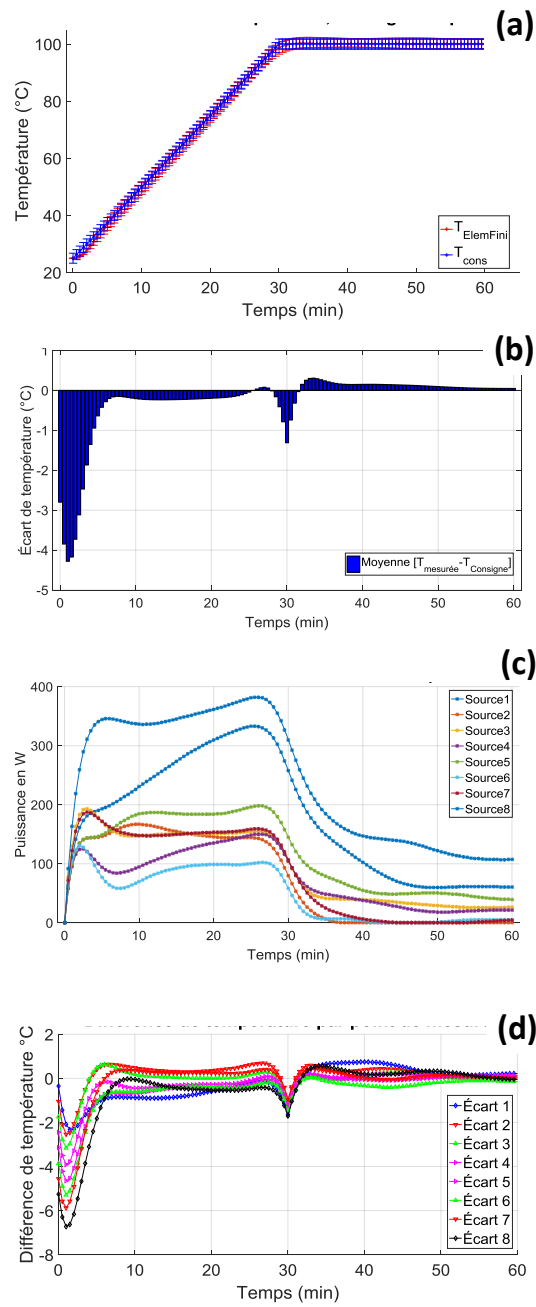 (a)
100
80
60
40
20
Température (°C)
T_ElemFini
T_cons
0 10 20 30 40 50 60
Temps (min)
(b)
1
0
-1
-2
-3
-4
-5
Écart de température (°C)
Moyenne [T_mesurée-T_Consigne]
0 10 20 30 40 50 60
Temps (min)
(c)
400
300
200
100
0
Puissance en W
Source1
Source2
Source3
Source4
Source5
Source6
Source7
Source8
0 10 20 30 40 50 60
Temps (min)
(d)
2
0
-2
-4
-6
-8
Différence de température °C
Écart 1
Écart 2
Écart 3
Écart 4
Écart 5
Écart 6
Écart 7
Écart 8
0 10 20 30 40 50 60
Temps (min)